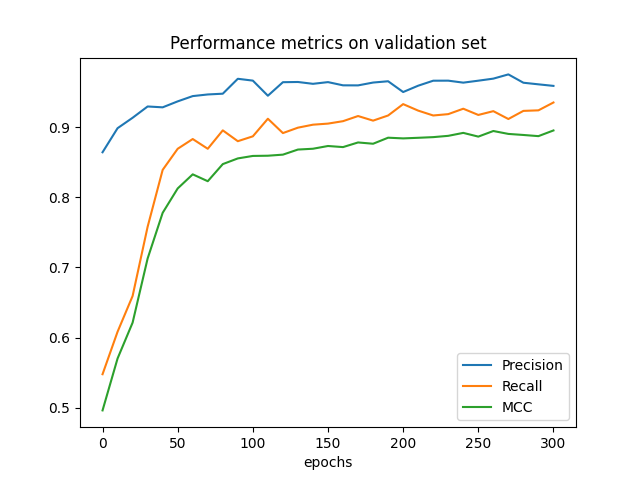 Performance metrics on validation set
0.9
0.8
0.7
0.6
0.5
Precision
Recall
MCC
0 50 100 150 200 250 300
epochs